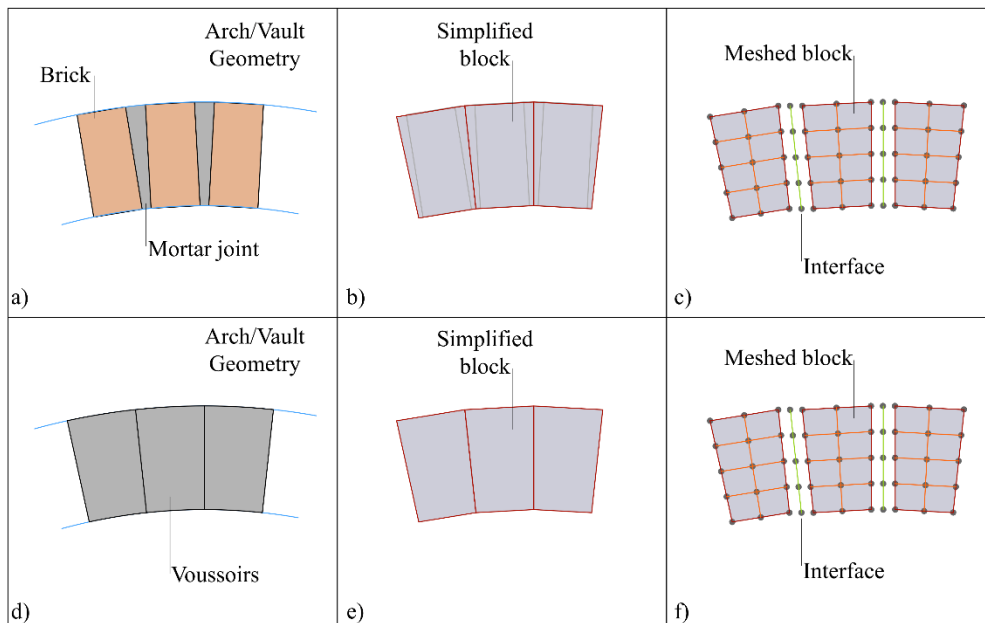 Arch/Vault
Geometry
Brick
Mortar joint
a)
Simplified
block
b)
Meshed block
Interface
c)
Arch/Vault
Geometry
Voussoirs
d)
Simplified
block
e)
Meshed block
Interface
f)